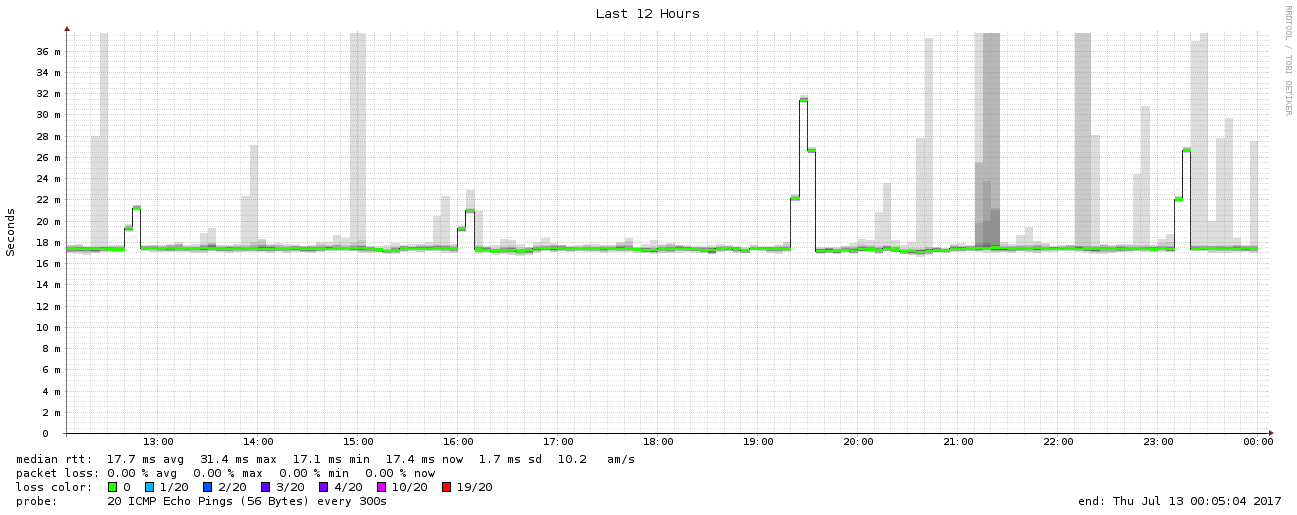 Last 12 Hours
RRDTOOL / TOBI OETIKER
Seconds
36 m
34 m
32 m
30 m
28 m
26 m
24 m
22 m
20 m
18 m
16 m
14 m
12 m
10 m
8 m
6 m
4 m
2 m
0
13:00 14:00 15:00 16:00 17:00 18:00 19:00 20:00 21:00 22:00 23:00 00:00
median rtt: 17.7 ms avg 31.4 ms max 17.1 ms min 17.4 ms now 1.7 ms sd 10.2 am/s
packet loss: 0.00 % avg 0.00 % max 0.00 % min 0.00 % now
loss color: 0 1/20 2/20 3/20 4/20 10/20 19/20
probe: 20 ICMP Echo Pings (56 Bytes) every 300s end: Thu Jul 13 00:05:04 2017